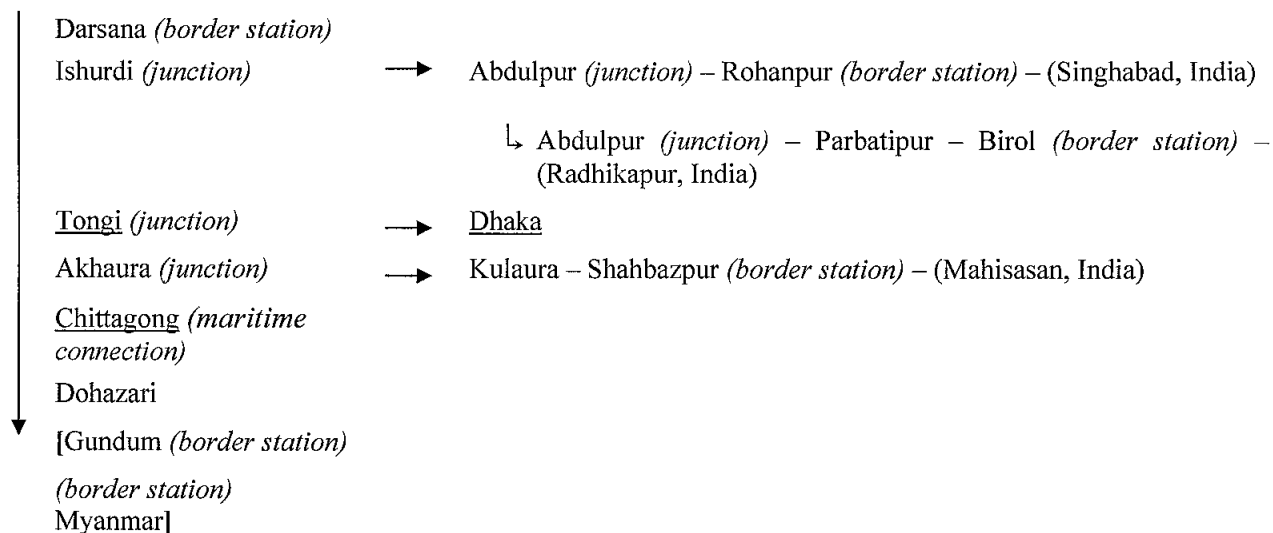 Darsana (border station)
Ishurdi (junction) → Abdulpur (junction) – Rohanpur (border station) – (Singhabad, India)
↳ Abdulpur (junction) – Parbatipur – Birol (border station) –
(Radhikapur, India)
Tongi (junction) → Dhaka
Akhaura (junction) → Kulaura – Shahbazpur (border station) – (Mahisasan, India)
Chittagong (maritime
connection)
Dohazari
[Gundum (border station)
(border station)
Myanmar]